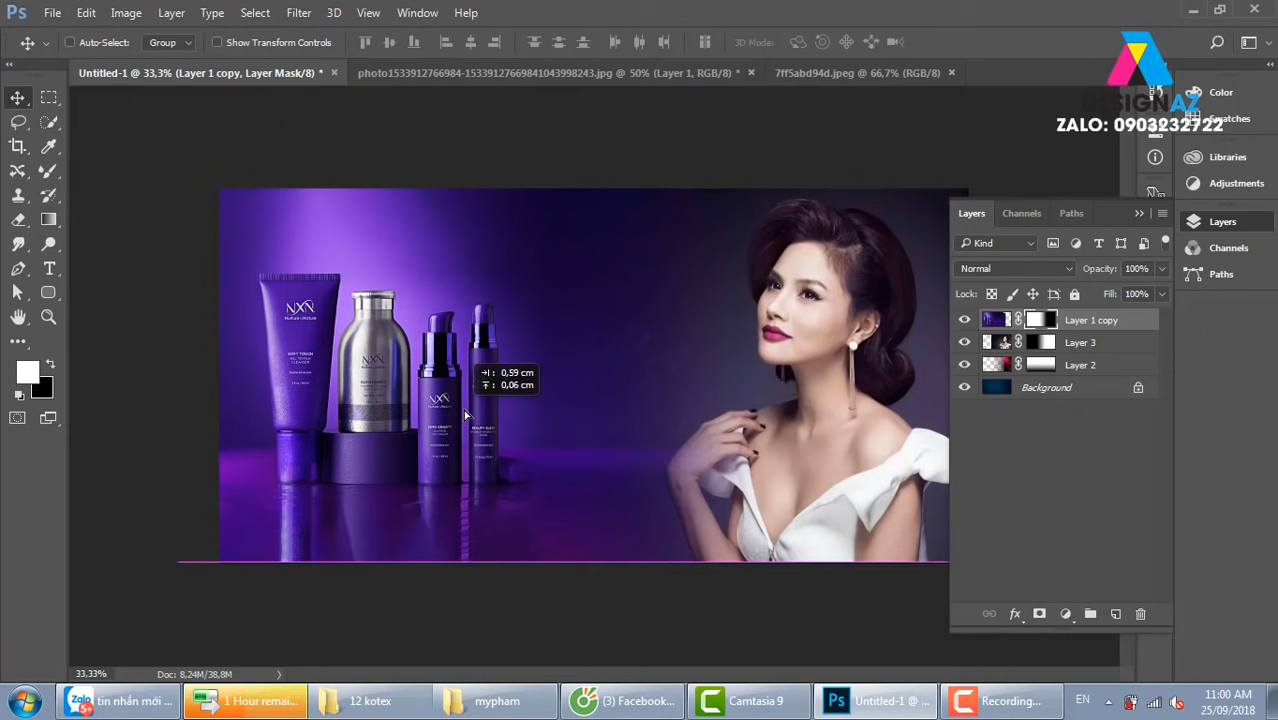 Ps File Edit Image Layer Type Select Filter 3D View Window Help
Auto-Select: Group Show Transform Controls 3D Mode:
Untitled-1 @ 33,3% (Layer 1 copy, Layer Mask/8) * × photo1533912766984-15339127669841043998243.jpg @ 50% (Layer 1, RGB/8) * × 7ff5abd94d.jpeg @ 66,7% (RGB/8) ×
DESIGNAZ
ZALO: 0903232722
Color
Swatches
Libraries
Adjustments
Layers
Channels
Paths
Layers Channels Paths
Kind
Normal Opacity: 100%
Lock: Fill: 100%
Layer 1 copy
Layer 3
Layer 2
Background
NXN
NXN
NXN
NXN
: 0,59 cm
: 0,06 cm
33,33% Doc: 8,24M/38,8M
Zalo 5+ tin nhắn mới ...
1 Hour remai...
12 kotex
mypham
(3) Facebook...
Camtasia 9
Untitled-1 @ ...
Recording...
EN
11:00 AM
25/09/2018